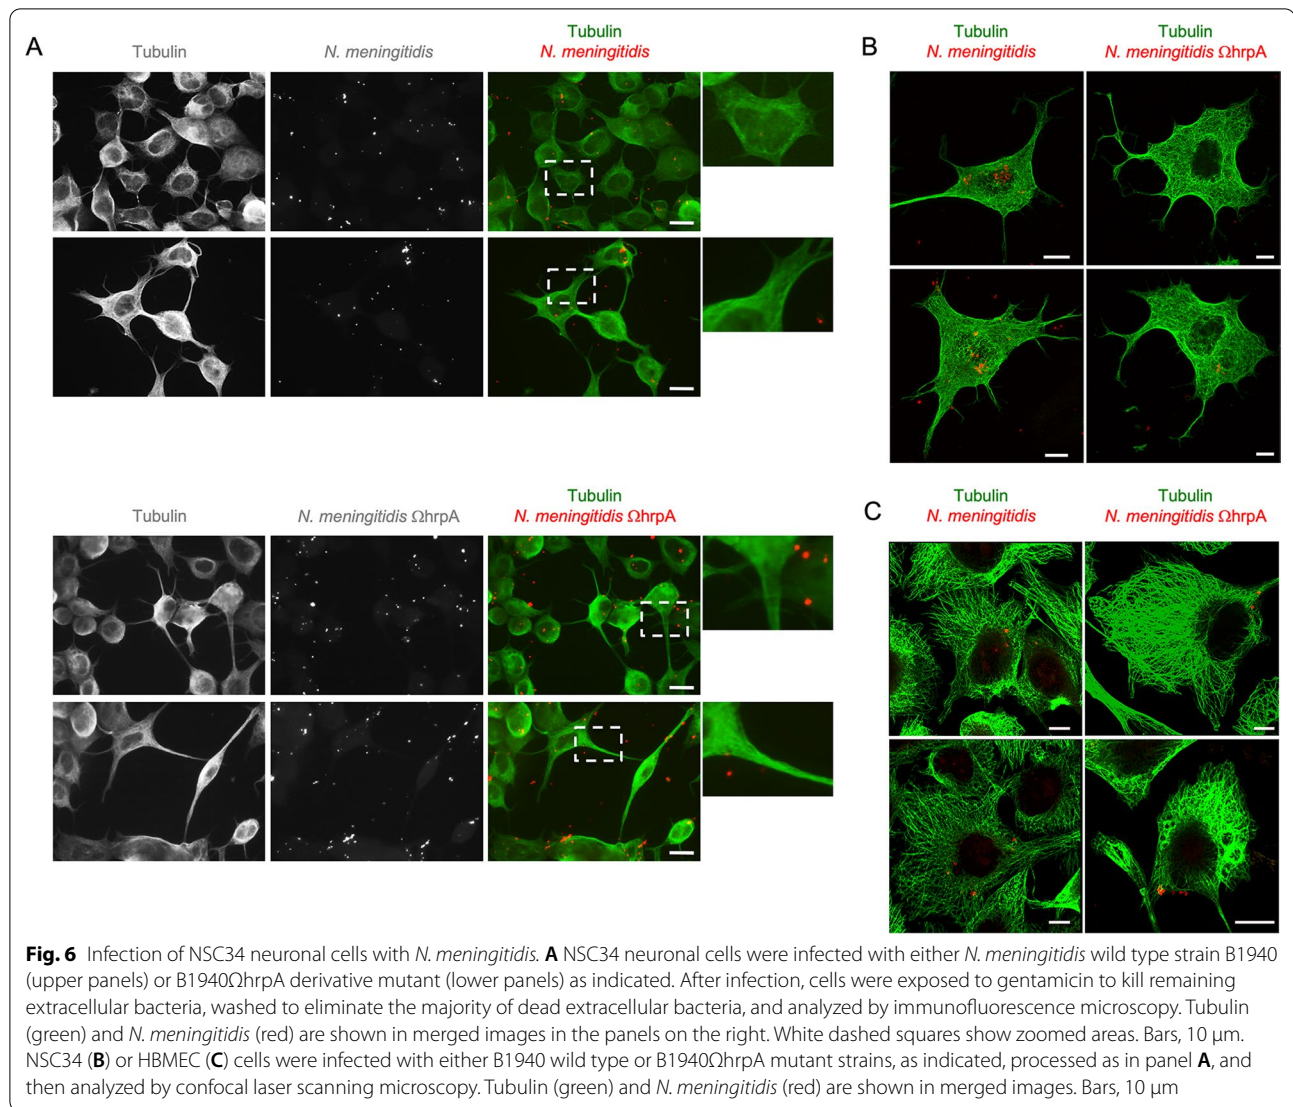 A
Tubulin
N. meningitidis
Tubulin
N. meningitidis
B
Tubulin
N. meningitidis
Tubulin
N. meningitidis ΩhrpA
Tubulin
N. meningitidis ΩhrpA
Tubulin
N. meningitidis ΩhrpA
C
Tubulin
N. meningitidis
Tubulin
N. meningitidis ΩhrpA
Fig. 6 Infection of NSC34 neuronal cells with N. meningitidis. A NSC34 neuronal cells were infected with either N. meningitidis wild type strain B1940
(upper panels) or B1940ΩhrpA derivative mutant (lower panels) as indicated. After infection, cells were exposed to gentamicin to kill remaining
extracellular bacteria, washed to eliminate the majority of dead extracellular bacteria, and analyzed by immunofluorescence microscopy. Tubulin
(green) and N. meningitidis (red) are shown in merged images in the panels on the right. White dashed squares show zoomed areas. Bars, 10 µm.
NSC34 (B) or HBMEC (C) cells were infected with either B1940 wild type or B1940ΩhrpA mutant strains, as indicated, processed as in panel A, and
then analyzed by confocal laser scanning microscopy. Tubulin (green) and N. meningitidis (red) are shown in merged images. Bars, 10 µm